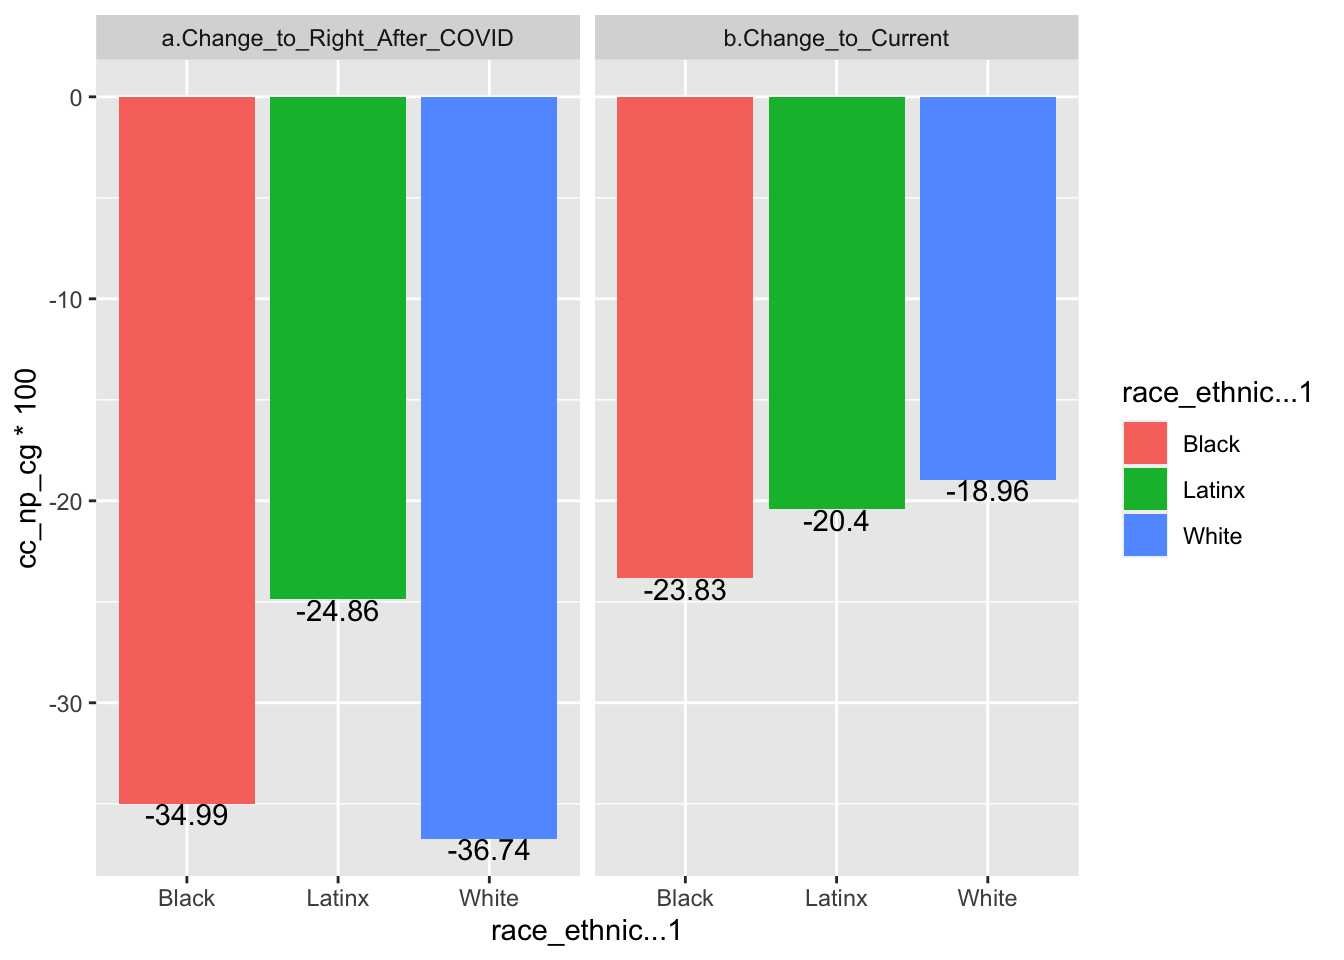 a.Change_to_Right_After_COVID
b.Change_to_Current
0
-10
-20
-30
cc_np_cg * 100
-34.99
-24.86
-36.74
-23.83
-20.4
-18.96
Black
Latinx
White
Black
Latinx
White
race_ethnic...1
race_ethnic...1
Black
Latinx
White